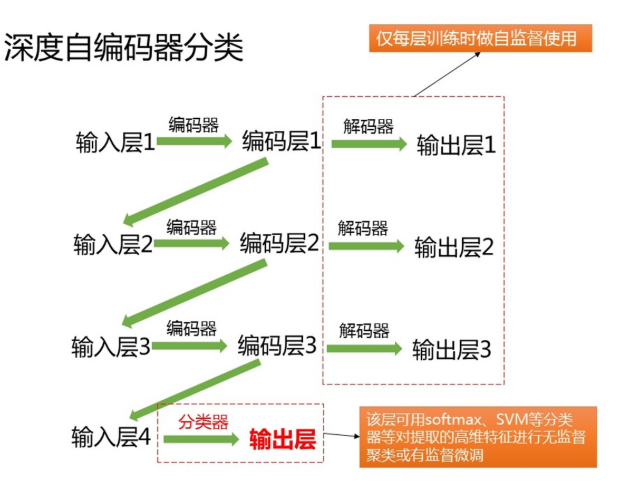 深度自编码器分类
仅每层训练时做自监督使用
编码器
解码器
输入层1
编码层1
输出层1
编码器
解码器
输入层2
编码层2
输出层2
编码器
解码器
输入层3
编码层3
输出层3
分类器
输入层4
输出层
该层可用softmax、SVM等分类
器等对提取的高维特征进行无监督
聚类或有监督微调